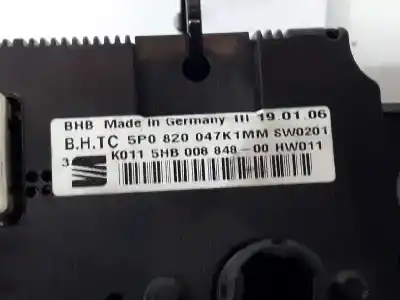 BHB Made in Germany III 19.01.06
B.H.TC 5P0 820 047K1MM SW0201
3
K011 5HB 008 848-00 HW011